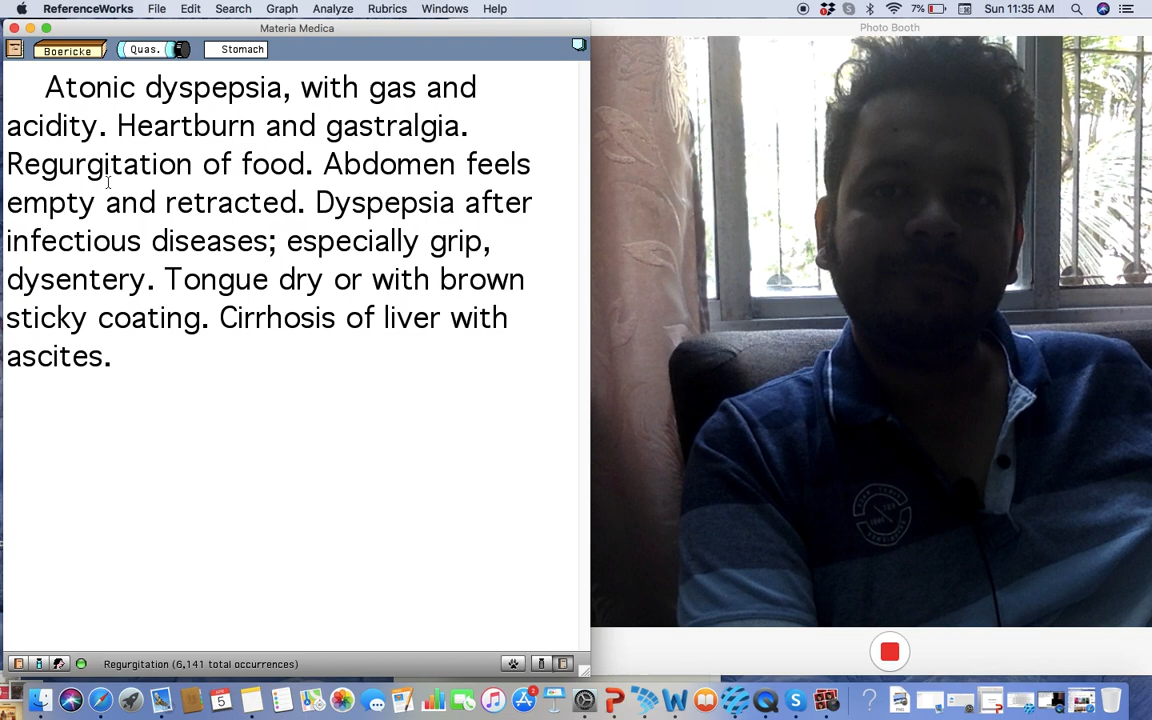 ReferenceWorks File Edit Search Graph Analyze Rubrics Windows Help 7% Sun 11:35 AM
Materia Medica
Photo Booth
Boericke Quas. Stomach
Atonic dyspepsia, with gas and
acidity. Heartburn and gastralgia.
Regurgitation of food. Abdomen feels
empty and retracted. Dyspepsia after
infectious diseases; especially grip,
dysentery. Tongue dry or with brown
sticky coating. Cirrhosis of liver with
ascites.
Regurgitation (6,141 total occurrences)
5
2